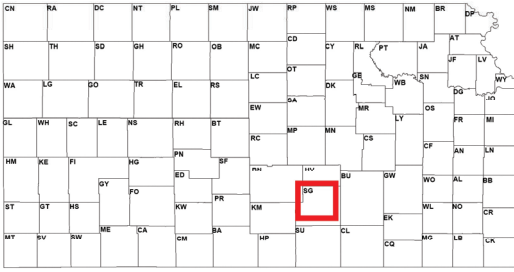 CN RA DC NT PL SM JW RP WS MS NM BR DP
SH TH SD GH RO OB MC CD CY RL PT JA AT
JF LV WY
WA LG GO TR EL RS LC OT GE DK WB SN DG JO
EW SA MR OS
GL WH SC LE NS RH BT RC MP MN CS LY FR MI
HM KE FI HG PN SF CF AN LN
GY FO ED RN HV SG BU GW WO AL BB
ST GT HS KW PR KM EK WL NO CR
MT SV SW ME CA CM BA HP SU CL CQ MG LB CK